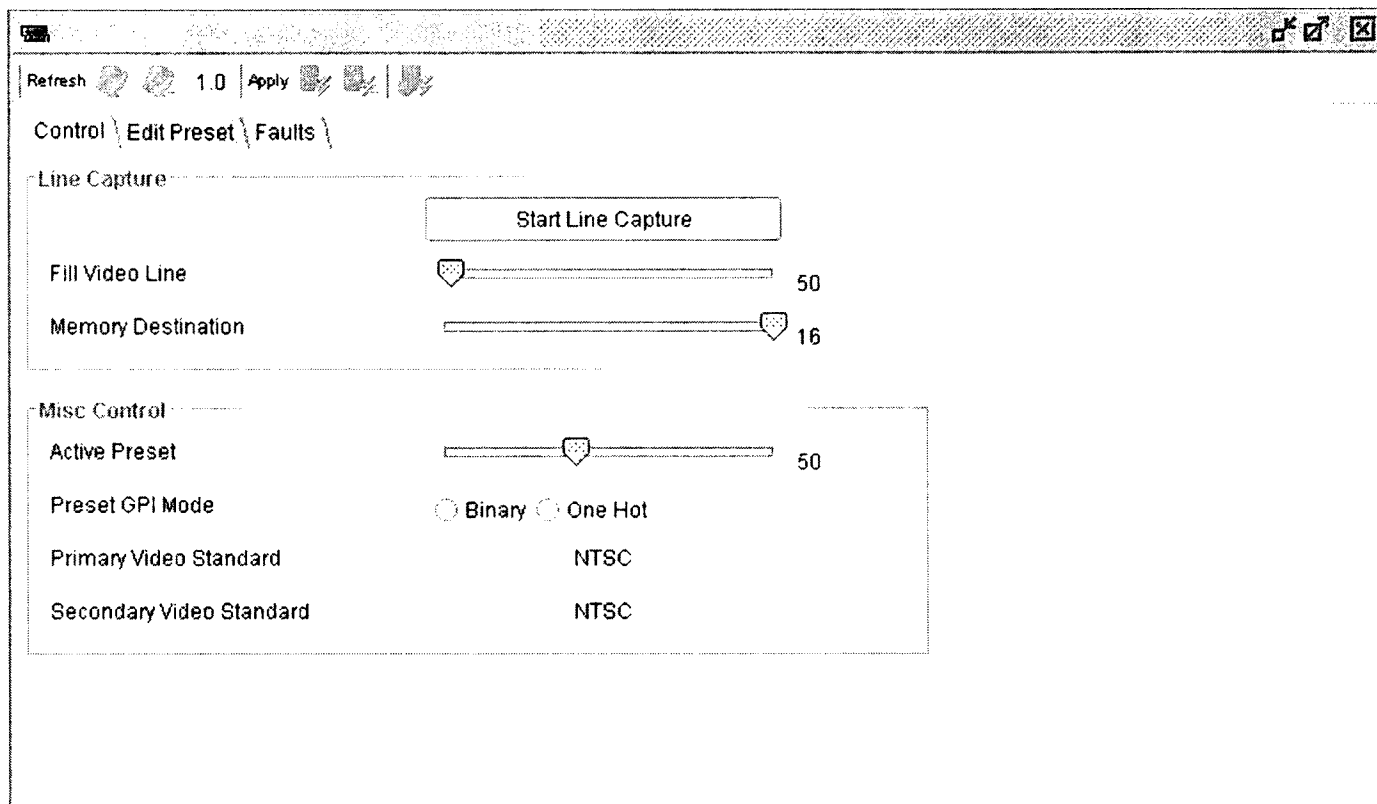 Refresh 1.0 Apply
Control Edit Preset Faults
Line Capture
Start Line Capture
Fill Video Line 50
Memory Destination 16
Misc Control
Active Preset 50
Preset GPI Mode Binary One Hot
Primary Video Standard NTSC
Secondary Video Standard NTSC